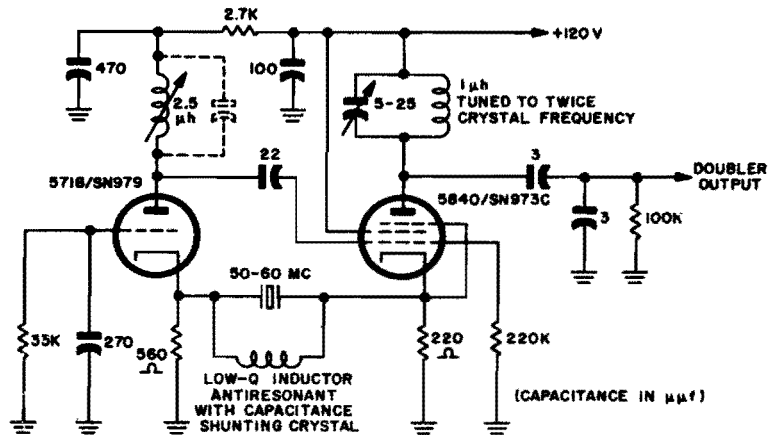 2.7K
+120 V
470
100
2.5
μh
5-25
1 μh
TUNED TO TWICE
CRYSTAL FREQUENCY
22
3
DOUBLER
OUTPUT
5718/SN979
5840/SN973C
3
100K
50-60 MC
33K
270
560
Ω
220
Ω
220K
LOW-Q INDUCTOR
ANTIRESONANT
WITH CAPACITANCE
SHUNTING CRYSTAL
(CAPACITANCE IN μμf)